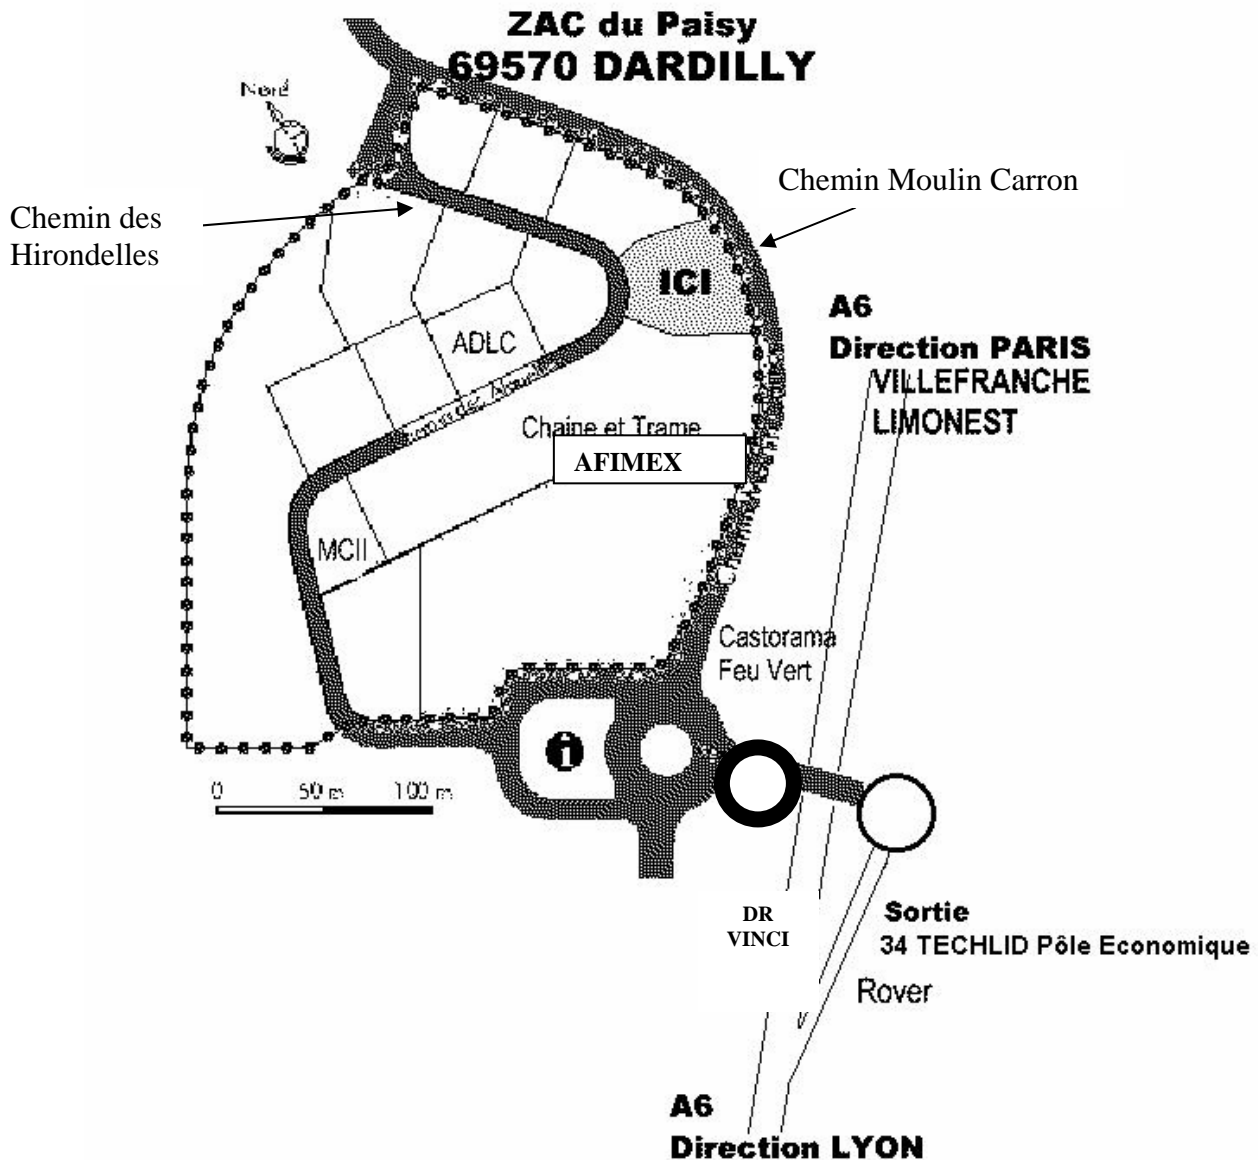 ZAC du Paisy
69570 DARDILLY
Nord
Chemin Moulin Carron
Chemin des
Hirondelles
ICI
A6
Direction PARIS
VILLEFRANCHE
LIMONEST
ADLC
Chaine et Trame
AFIMEX
MCII
Castorama
Feu Vert
i
0 50 m 100 m
DR
VINCI
Sortie
34 TECHLID Pôle Economique
Rover
A6
Direction LYON